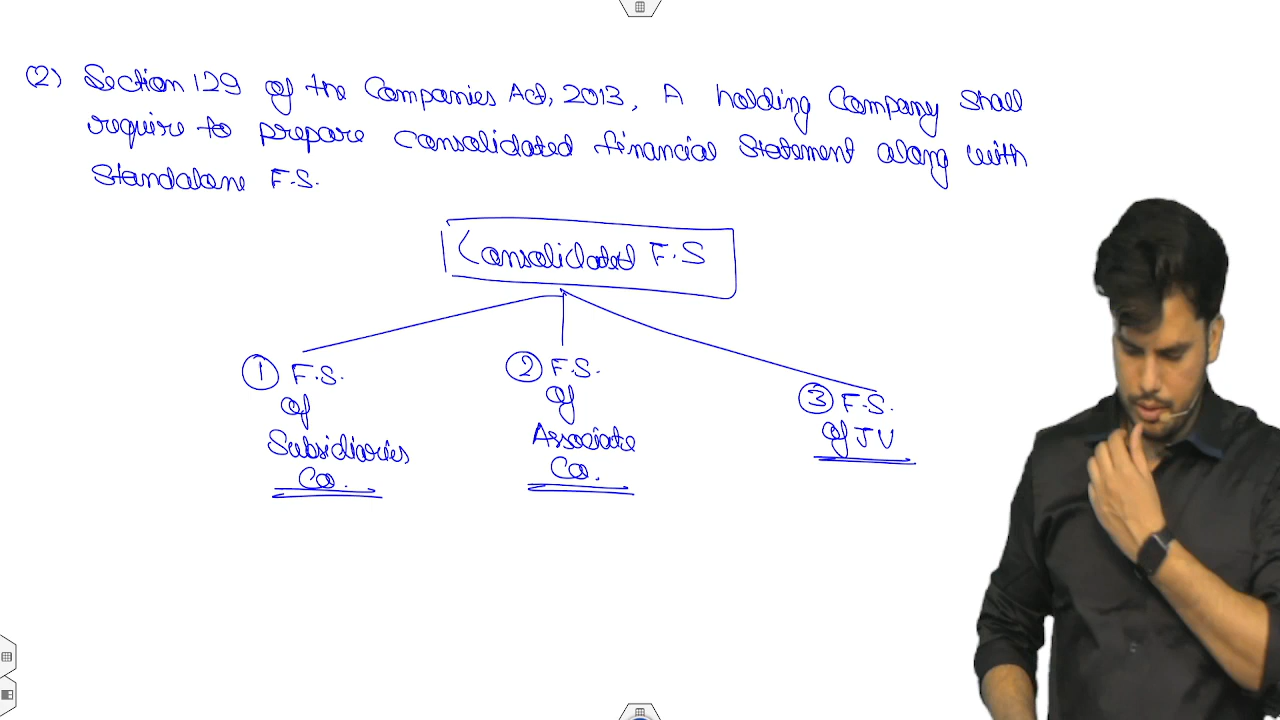 (2) Section 129 of the Companies Act, 2013, A holding Company shall
require to prepare Consolidated financial Statement along with
Standalone F.S.
Consolidated F.S
① F.S.
of
Subsidiaries
Co.
② F.S.
of
Associate
Co.
③ F.S.
of JV